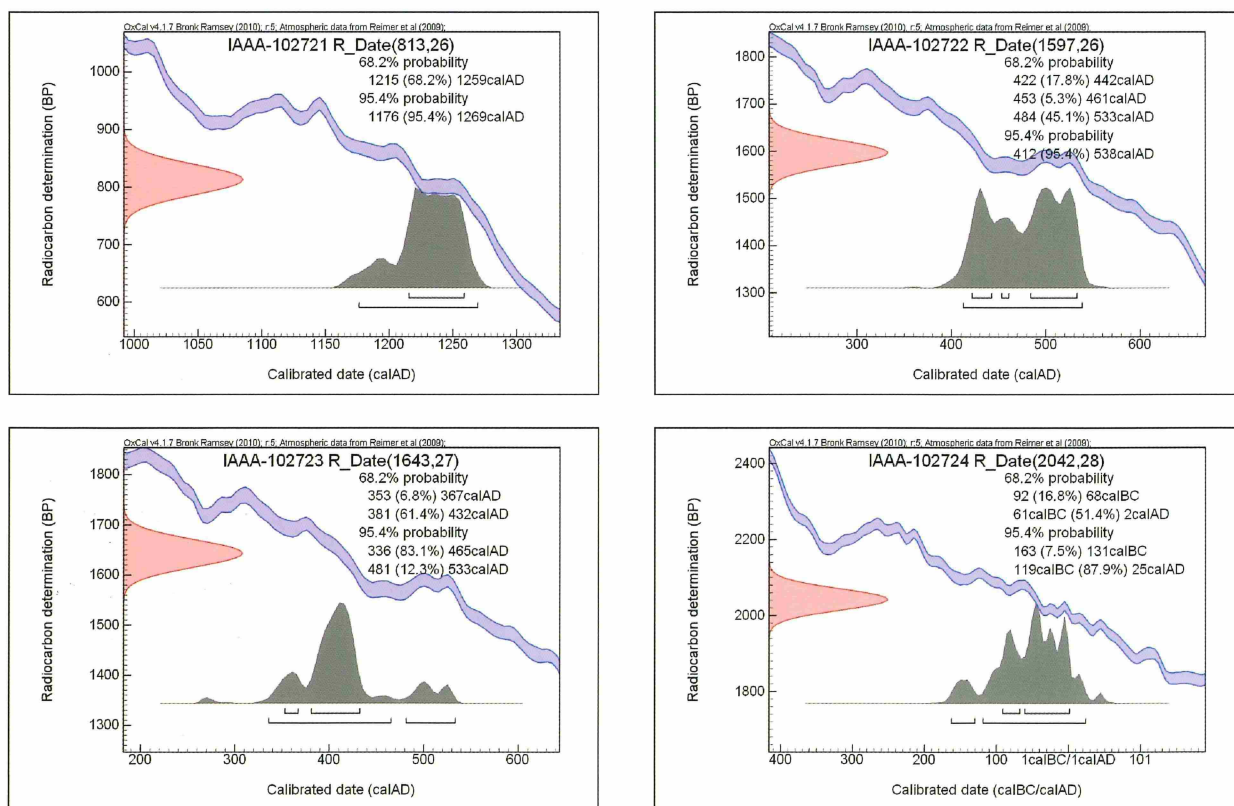 OxCal v4.1.7 Bronk Ramsey (2010); r:5; Atmospheric data from Reimer et al (2009);
IAAA-102721 R_Date(813,26)
68.2% probability
1215 (68.2%) 1259calAD
95.4% probability
1176 (95.4%) 1269calAD
Radiocarbon determination (BP)
1000
900
800
700
600
1000 1050 1100 1150 1200 1250 1300
Calibrated date (calAD)
OxCal v4.1.7 Bronk Ramsey (2010); r:5; Atmospheric data from Reimer et al (2009);
IAAA-102722 R_Date(1597,26)
68.2% probability
422 (17.8%) 442calAD
453 (5.3%) 461calAD
484 (45.1%) 533calAD
95.4% probability
412 (95.4%) 538calAD
Radiocarbon determination (BP)
1800
1700
1600
1500
1400
1300
300 400 500 600
Calibrated date (calAD)
OxCal v4.1.7 Bronk Ramsey (2010); r:5; Atmospheric data from Reimer et al (2009);
IAAA-102723 R_Date(1643,27)
68.2% probability
353 (6.8%) 367calAD
381 (61.4%) 432calAD
95.4% probability
336 (83.1%) 465calAD
481 (12.3%) 533calAD
Radiocarbon determination (BP)
1800
1700
1600
1500
1400
1300
200 300 400 500 600
Calibrated date (calAD)
OxCal v4.1.7 Bronk Ramsey (2010); r:5; Atmospheric data from Reimer et al (2009);
IAAA-102724 R_Date(2042,28)
68.2% probability
92 (16.8%) 68calBC
61calBC (51.4%) 2calAD
95.4% probability
163 (7.5%) 131calBC
119calBC (87.9%) 25calAD
Radiocarbon determination (BP)
2400
2200
2000
1800
400 300 200 100 1calBC/1calAD 101
Calibrated date (calBC/calAD)